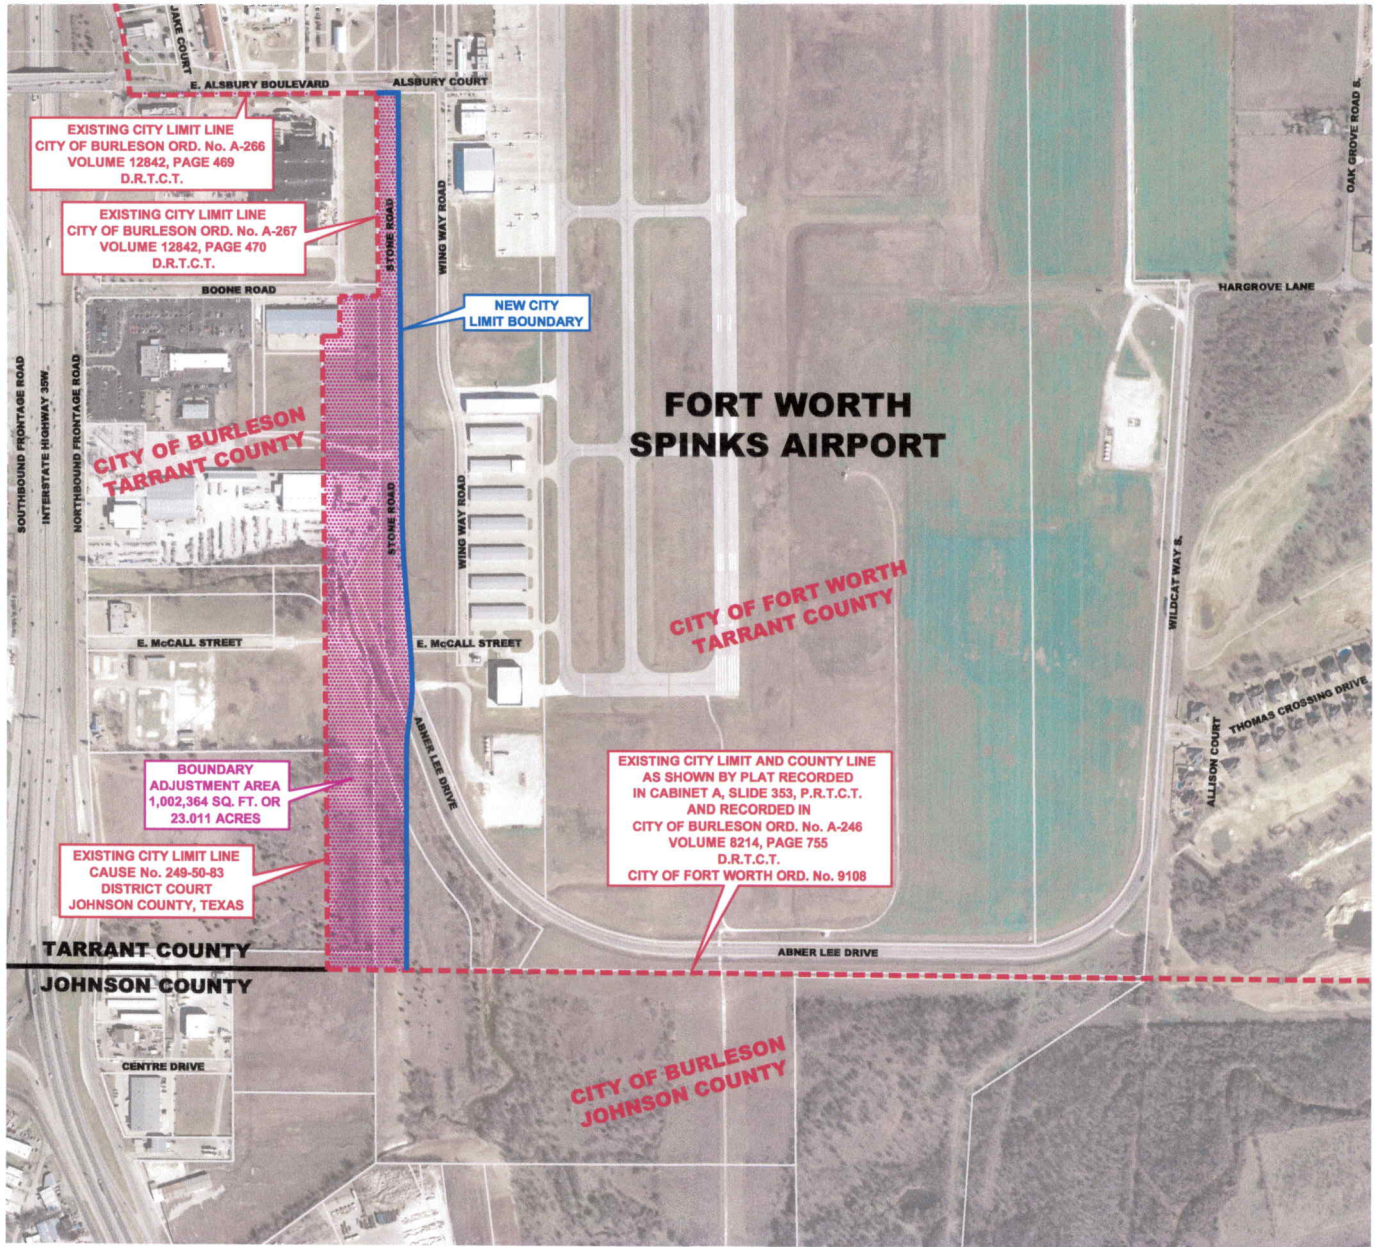 JAKE COURT
E. ALSBURY BOULEVARD
ALSBURY COURT
EXISTING CITY LIMIT LINE
CITY OF BURLESON ORD. No. A-266
VOLUME 12842, PAGE 469
D.R.T.C.T.
EXISTING CITY LIMIT LINE
CITY OF BURLESON ORD. No. A-267
VOLUME 12842, PAGE 470
D.R.T.C.T.
STONE ROAD
WING WAY ROAD
OAK GROVE ROAD S.
BOONE ROAD
HARGROVE LANE
NEW CITY
LIMIT BOUNDARY
SOUTHBOUND FRONTAGE ROAD
INTERSTATE HIGHWAY 35W
NORTHBOUND FRONTAGE ROAD
CITY OF BURLESON
TARRANT COUNTY
FORT WORTH
SPINKS AIRPORT
STONE ROAD
WING WAY ROAD
CITY OF FORT WORTH
TARRANT COUNTY
WILDCAT WAY S.
E. McCALL STREET
E. McCALL STREET
THOMAS CROSSING DRIVE
ALLISON COURT
ABNER LEE DRIVE
BOUNDARY
ADJUSTMENT AREA
1,002,364 SQ. FT. OR
23.011 ACRES
EXISTING CITY LIMIT AND COUNTY LINE
AS SHOWN BY PLAT RECORDED
IN CABINET A, SLIDE 353, P.R.T.C.T.
AND RECORDED IN
CITY OF BURLESON ORD. No. A-246
VOLUME 8214, PAGE 755
D.R.T.C.T.
CITY OF FORT WORTH ORD. No. 9108
EXISTING CITY LIMIT LINE
CAUSE No. 249-50-83
DISTRICT COURT
JOHNSON COUNTY, TEXAS
TARRANT COUNTY
JOHNSON COUNTY
ABNER LEE DRIVE
CENTRE DRIVE
CITY OF BURLESON
JOHNSON COUNTY